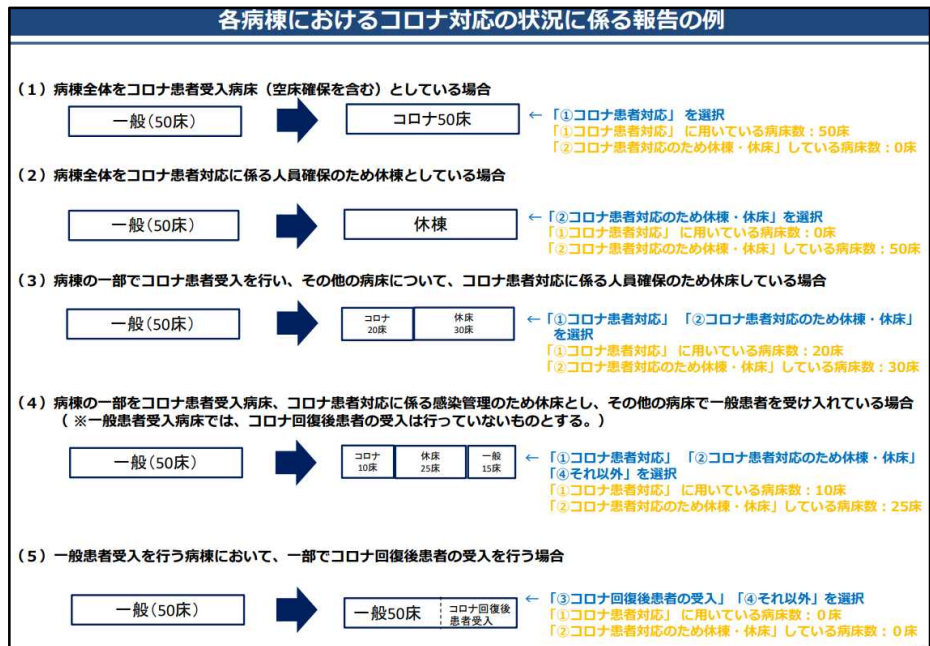 各病棟におけるコロナ対応の状況に係る報告の例
（１）病棟全体をコロナ患者受入病床（空床確保を含む）としている場合
一般（50床）
コロナ50床
← 「①コロナ患者対応」 を選択
「①コロナ患者対応」 に用いている病床数：50床
「②コロナ患者対応のため休棟・休床」している病床数：0床
（２）病棟全体をコロナ患者対応に係る人員確保のため休棟としている場合
一般（50床）
休棟
← 「②コロナ患者対応のため休棟・休床」を選択
「①コロナ患者対応」 に用いている病床数：0床
「②コロナ患者対応のため休棟・休床」している病床数：50床
（３）病棟の一部でコロナ患者受入を行い、その他の病床について、コロナ患者対応に係る人員確保のため休床している場合
一般（50床）
コロナ
20床
休床
30床
← 「①コロナ患者対応」 「②コロナ患者対応のため休棟・休床」
を選択
「①コロナ患者対応」 に用いている病床数：20床
「②コロナ患者対応のため休棟・休床」している病床数：30床
（４）病棟の一部をコロナ患者受入病床、コロナ患者対応に係る感染管理のため休床とし、その他の病床で一般患者を受け入れている場合
（ ※一般患者受入病床では、コロナ回復後患者の受入は行っていないものとする。）
一般（50床）
コロナ
10床
休床
25床
一般
15床
← 「①コロナ患者対応」 「②コロナ患者対応のため休棟・休床」
「④それ以外」を選択
「①コロナ患者対応」 に用いている病床数：10床
「②コロナ患者対応のため休棟・休床」している病床数：25床
（５）一般患者受入を行う病棟において、一部でコロナ回復後患者の受入を行う場合
一般（50床）
一般50床
コロナ回復後
患者受入
← 「③コロナ回復後患者の受入」「④それ以外」を選択
「①コロナ患者対応」 に用いている病床数：０床
「②コロナ患者対応のため休棟・休床」している病床数：０床